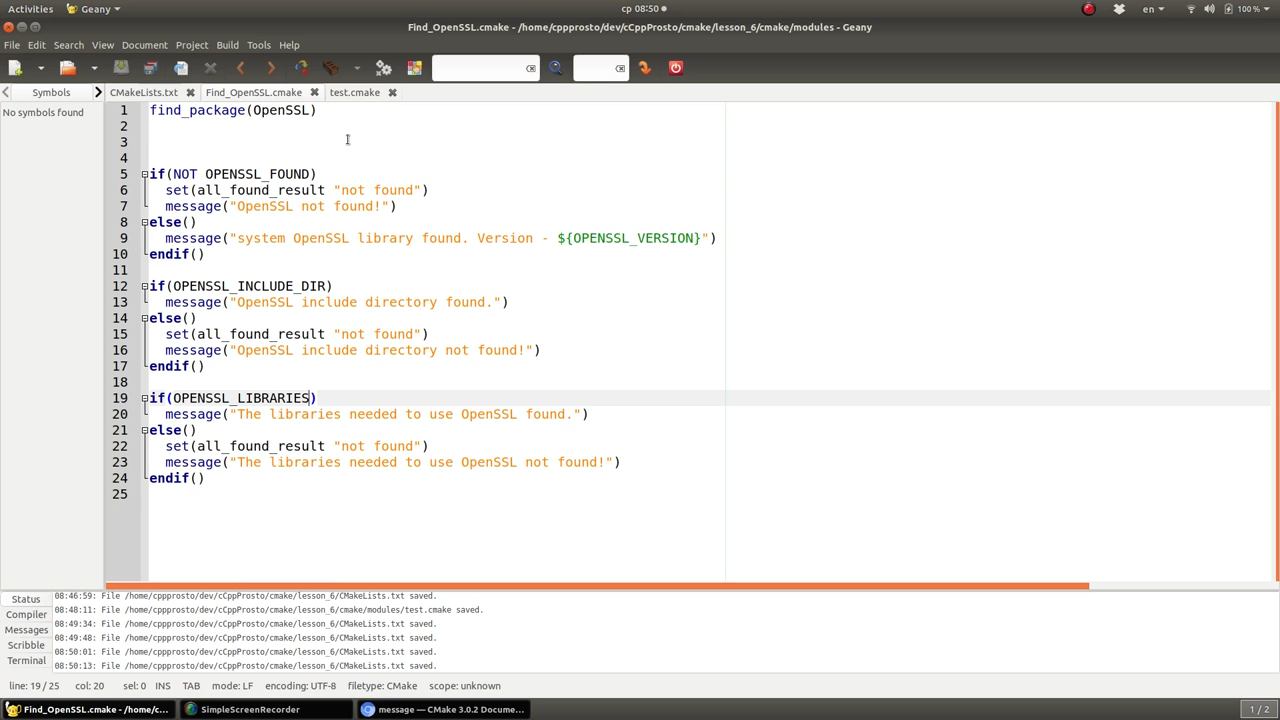 Activities Geany ср 08:50 en 100 %
Find_OpenSSL.cmake - /home/cppprosto/dev/cCppProsto/cmake/lesson_6/cmake/modules - Geany
File Edit Search View Document Project Build Tools Help
Symbols CMakeLists.txt Find_OpenSSL.cmake test.cmake
No symbols found
1 find_package(OpenSSL)
2
3
4
5 if(NOT OPENSSL_FOUND)
6 set(all_found_result "not found")
7 message("OpenSSL not found!")
8 else()
9 message("system OpenSSL library found. Version - ${OPENSSL_VERSION}")
10 endif()
11
12 if(OPENSSL_INCLUDE_DIR)
13 message("OpenSSL include directory found.")
14 else()
15 set(all_found_result "not found")
16 message("OpenSSL include directory not found!")
17 endif()
18
19 if(OPENSSL_LIBRARIES)
20 message("The libraries needed to use OpenSSL found.")
21 else()
22 set(all_found_result "not found")
23 message("The libraries needed to use OpenSSL not found!")
24 endif()
25
Status
Compiler
Messages
Scribble
Terminal
08:46:59: File /home/cppprosto/dev/cCppProsto/cmake/lesson_6/CMakeLists.txt saved.
08:48:11: File /home/cppprosto/dev/cCppProsto/cmake/lesson_6/cmake/modules/test.cmake saved.
08:49:34: File /home/cppprosto/dev/cCppProsto/cmake/lesson_6/CMakeLists.txt saved.
08:49:48: File /home/cppprosto/dev/cCppProsto/cmake/lesson_6/CMakeLists.txt saved.
08:50:01: File /home/cppprosto/dev/cCppProsto/cmake/lesson_6/CMakeLists.txt saved.
08:50:13: File /home/cppprosto/dev/cCppProsto/cmake/lesson_6/CMakeLists.txt saved.
line: 19 / 25 col: 20 sel: 0 INS TAB mode: LF encoding: UTF-8 filetype: CMake scope: unknown
Find_OpenSSL.cmake - /home/c... SimpleScreenRecorder message — CMake 3.0.2 Docume... 1 / 2